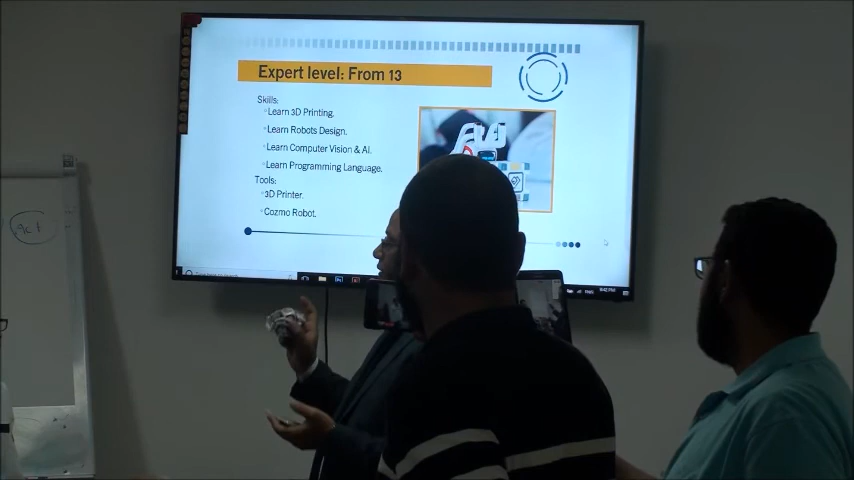 Expert level: From 13
Skills:
Learn 3D Printing.
Learn Robots Design.
Learn Computer Vision & AI.
Learn Programming Language.
Tools:
3D Printer.
Cozmo Robot.